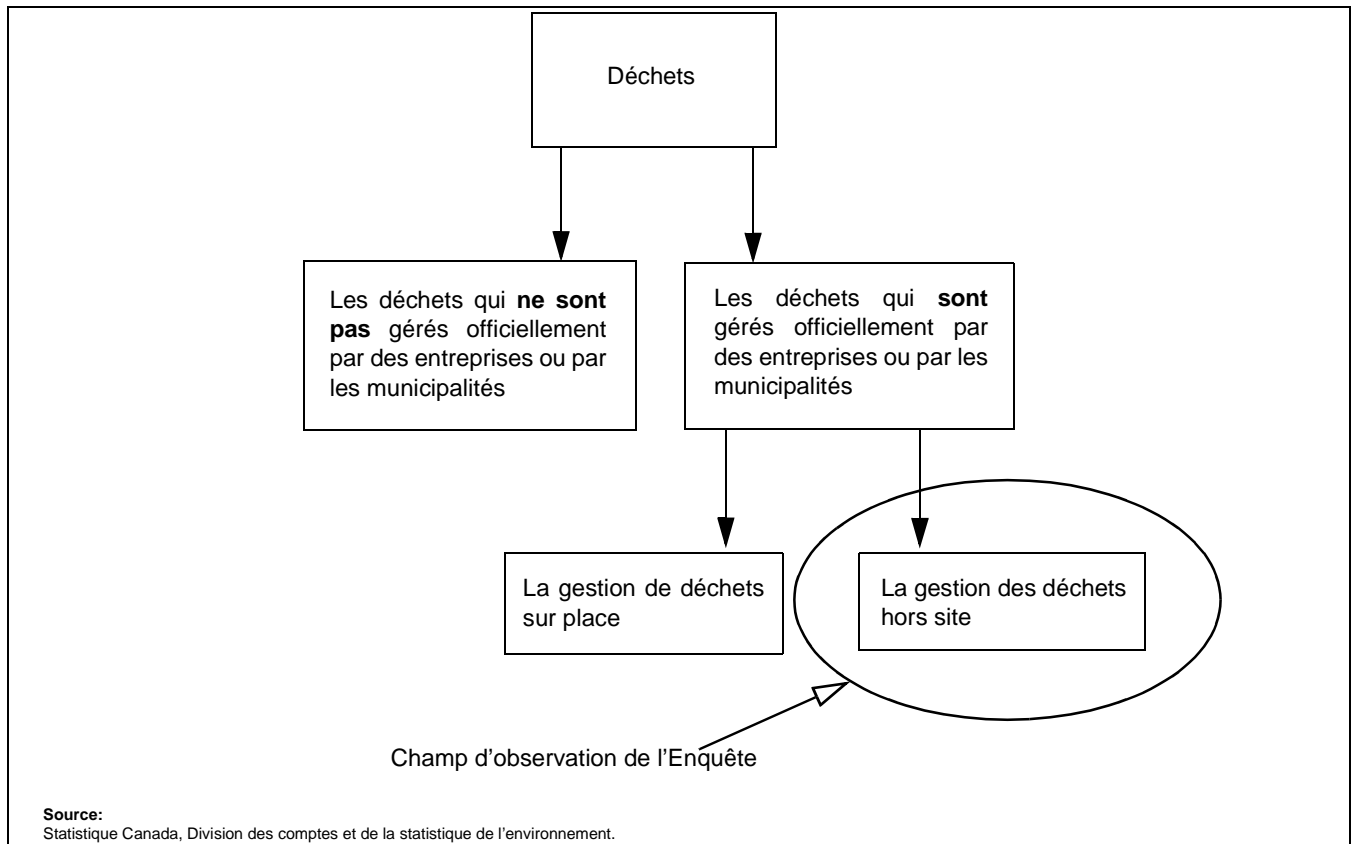 Déchets
Les déchets qui ne sont
pas gérés officiellement
par des entreprises ou par
les municipalités
Les déchets qui sont
gérés officiellement par
des entreprises ou par les
municipalités
La gestion de déchets
sur place
La gestion des déchets
hors site
Champ d'observation de l'Enquête
Source:
Statistique Canada, Division des comptes et de la statistique de l'environnement.